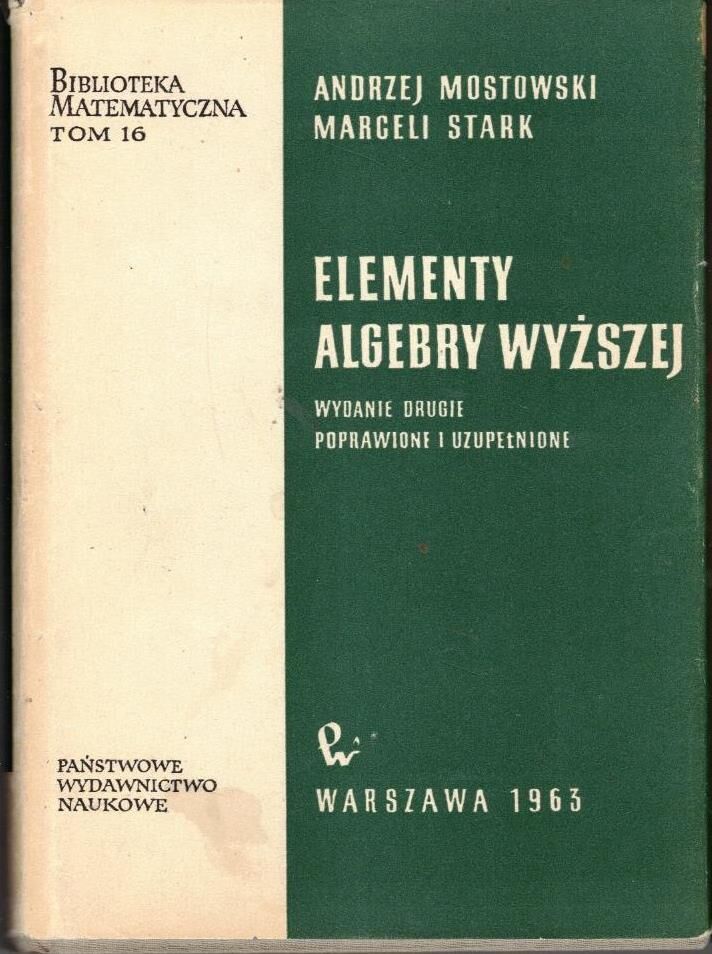 BIBLIOTEKA
MATEMATYCZNA
TOM 16
ANDRZEJ MOSTOWSKI
MARCELI STARK
ELEMENTY
ALGEBRY WYŻSZEJ
WYDANIE DRUGIE
POPRAWIONE I UZUPEŁNIONE
PAŃSTWOWE
WYDAWNICTWO
NAUKOWE
WARSZAWA 1963